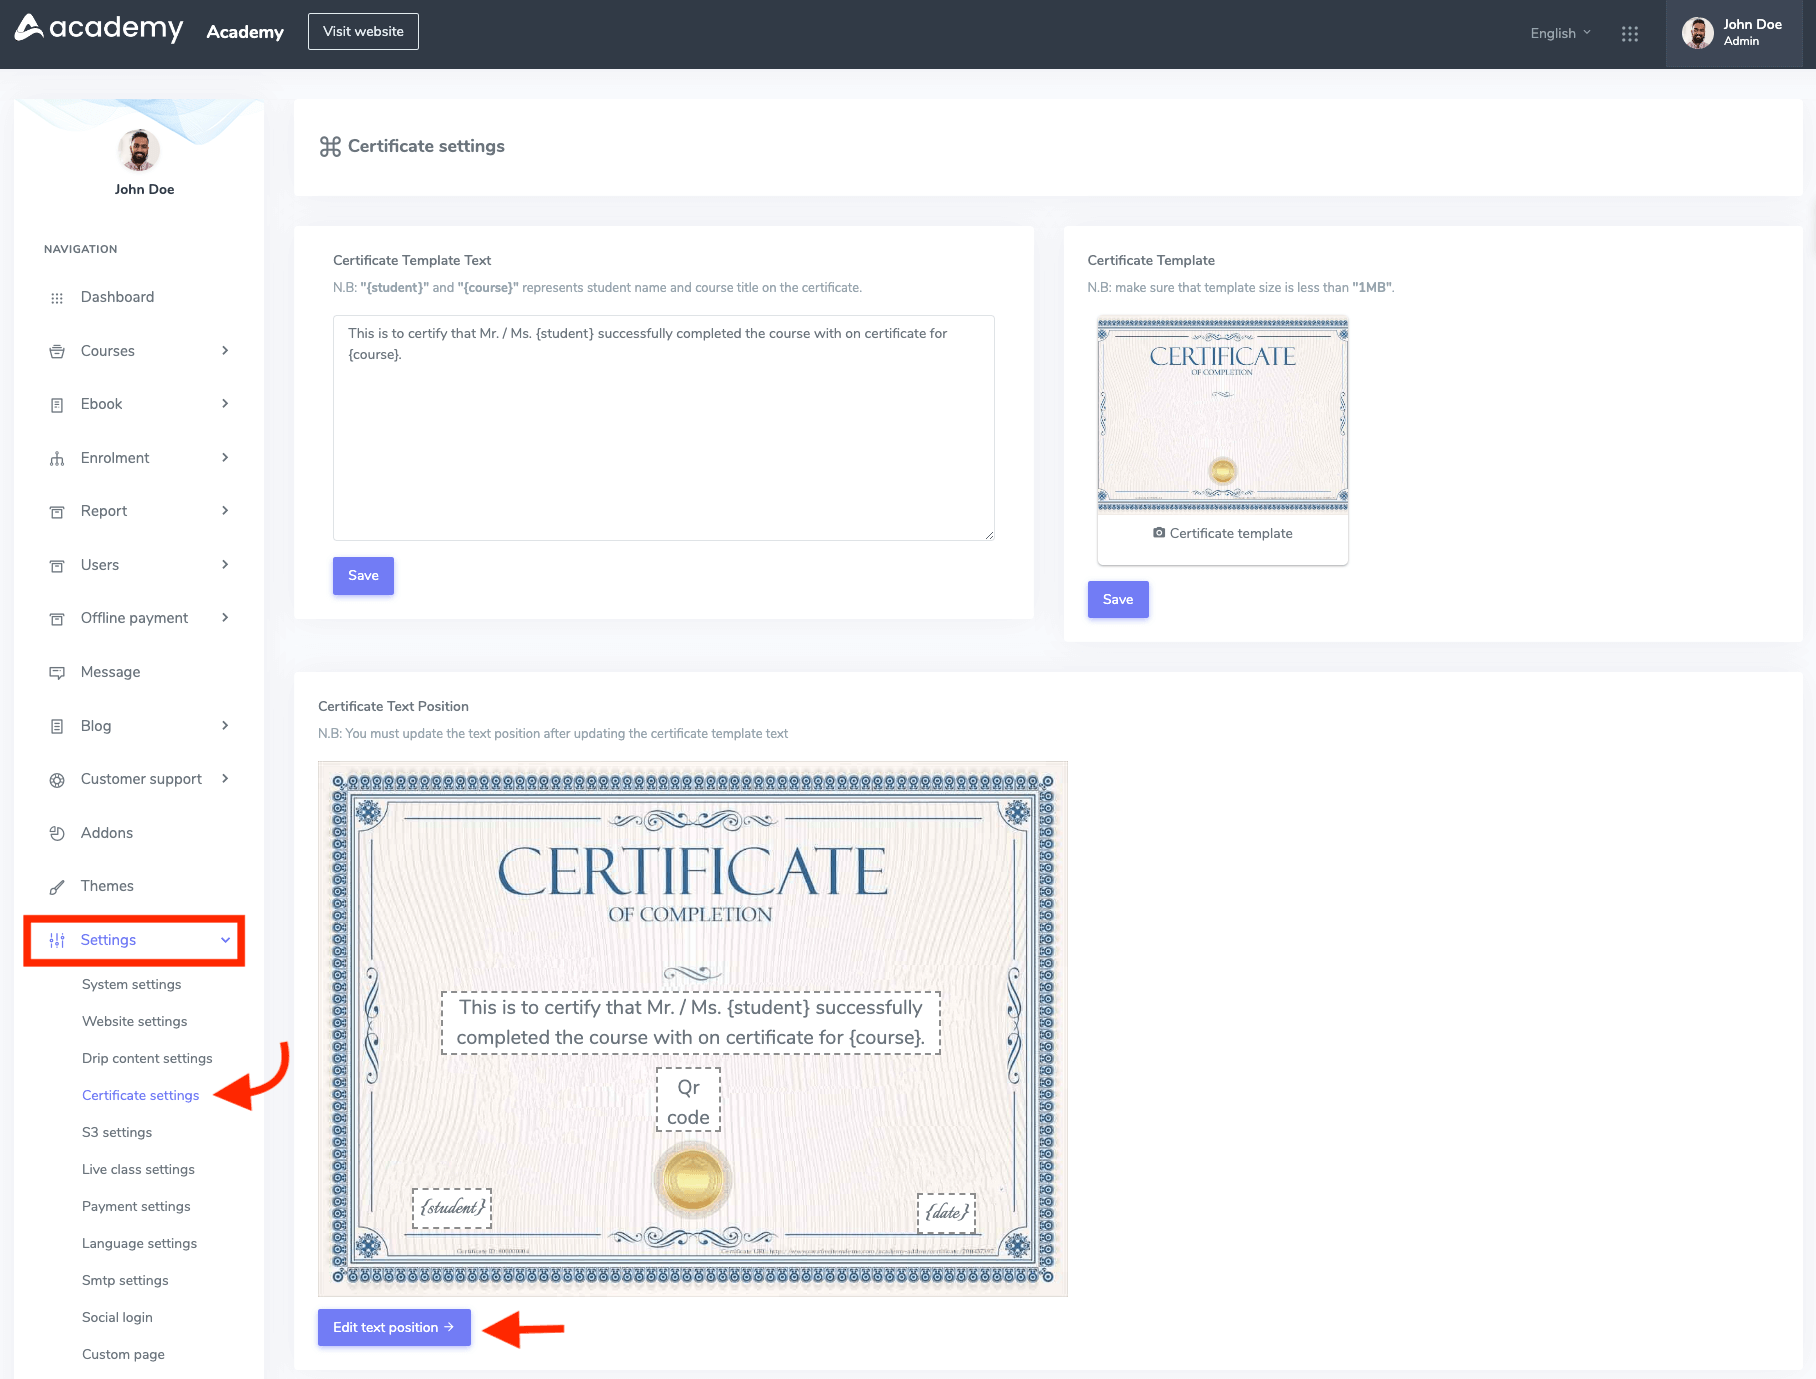 academy
Academy
Visit website
English
John Doe
Admin
John Doe
NAVIGATION
Dashboard
Courses
Ebook
Enrolment
Report
Users
Offline payment
Message
Blog
Customer support
Addons
Themes
Settings
System settings
Website settings
Drip content settings
Certificate settings
S3 settings
Live class settings
Payment settings
Language settings
Smtp settings
Social login
Custom page
Certificate settings
Certificate Template Text
N.B: "{student}" and "{course}" represents student name and course title on the certificate.
This is to certify that Mr. / Ms. {student} successfully completed the course with on certificate for
{course}.
Save
Certificate Template
N.B: make sure that template size is less than "1MB".
CERTIFICATE
OF COMPLETION
Certificate template
Save
Certificate Text Position
N.B: You must update the text position after updating the certificate template text
CERTIFICATE
OF COMPLETION
This is to certify that Mr. / Ms. {student} successfully
completed the course with on certificate for {course}.
Qr
code
{student}
{date}
Edit text position →